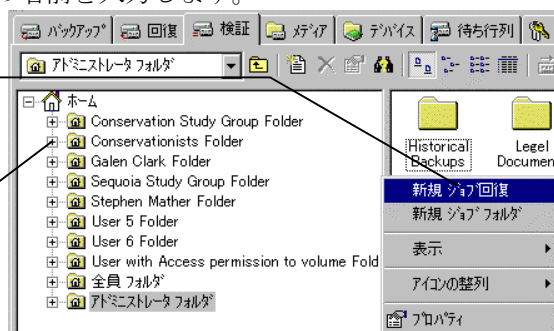 の名前を入力します。
バックアップ 回復 検証 メディア デバイス 待ち行列
アドミニストレータ フォルダ
ホーム
Conservation Study Group Folder
Conservationists Folder
Galen Clark Folder
Sequoia Study Group Folder
Stephen Mather Folder
User 5 Folder
User 6 Folder
User with Access permission to volume Fold
全員 フォルダ
アドミニストレータ フォルダ
Historical
Backups
Legel
Documen
新規 ジョブ回復
新規 ジョブ フォルダ
表示
アイコンの整列
プロパティ